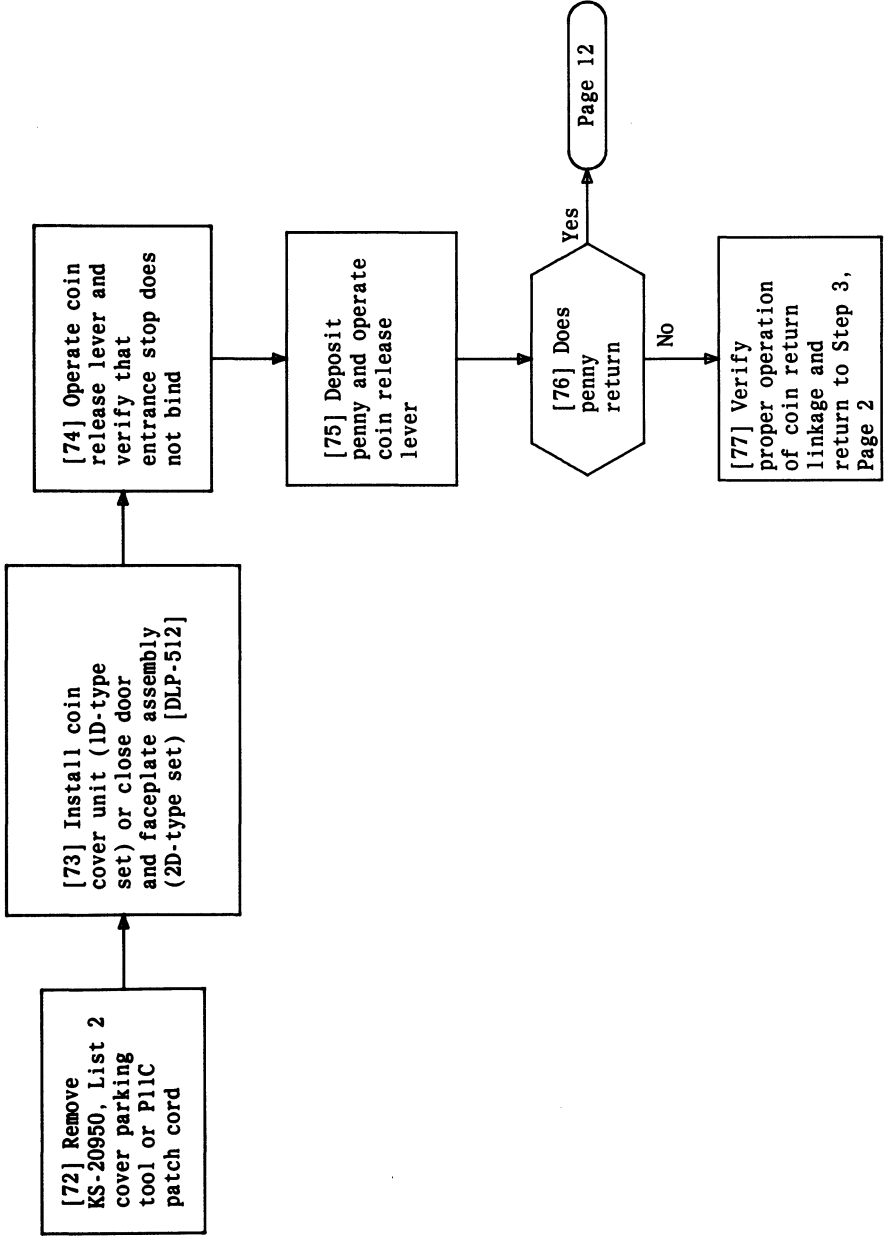 [72] Remove
KS-20950, List 2
cover parking
tool or P11C
patch cord
[73] Install coin
cover unit (1D-type
set) or close door
and faceplate assembly
(2D-type set) [DLP-512]
[74] Operate coin
release lever and
verify that
entrance stop does
not bind
[75] Deposit
penny and operate
coin release
lever
[76] Does
penny
return
Yes
Page 12
No
[77] Verify
proper operation
of coin return
linkage and
return to Step 3,
Page 2